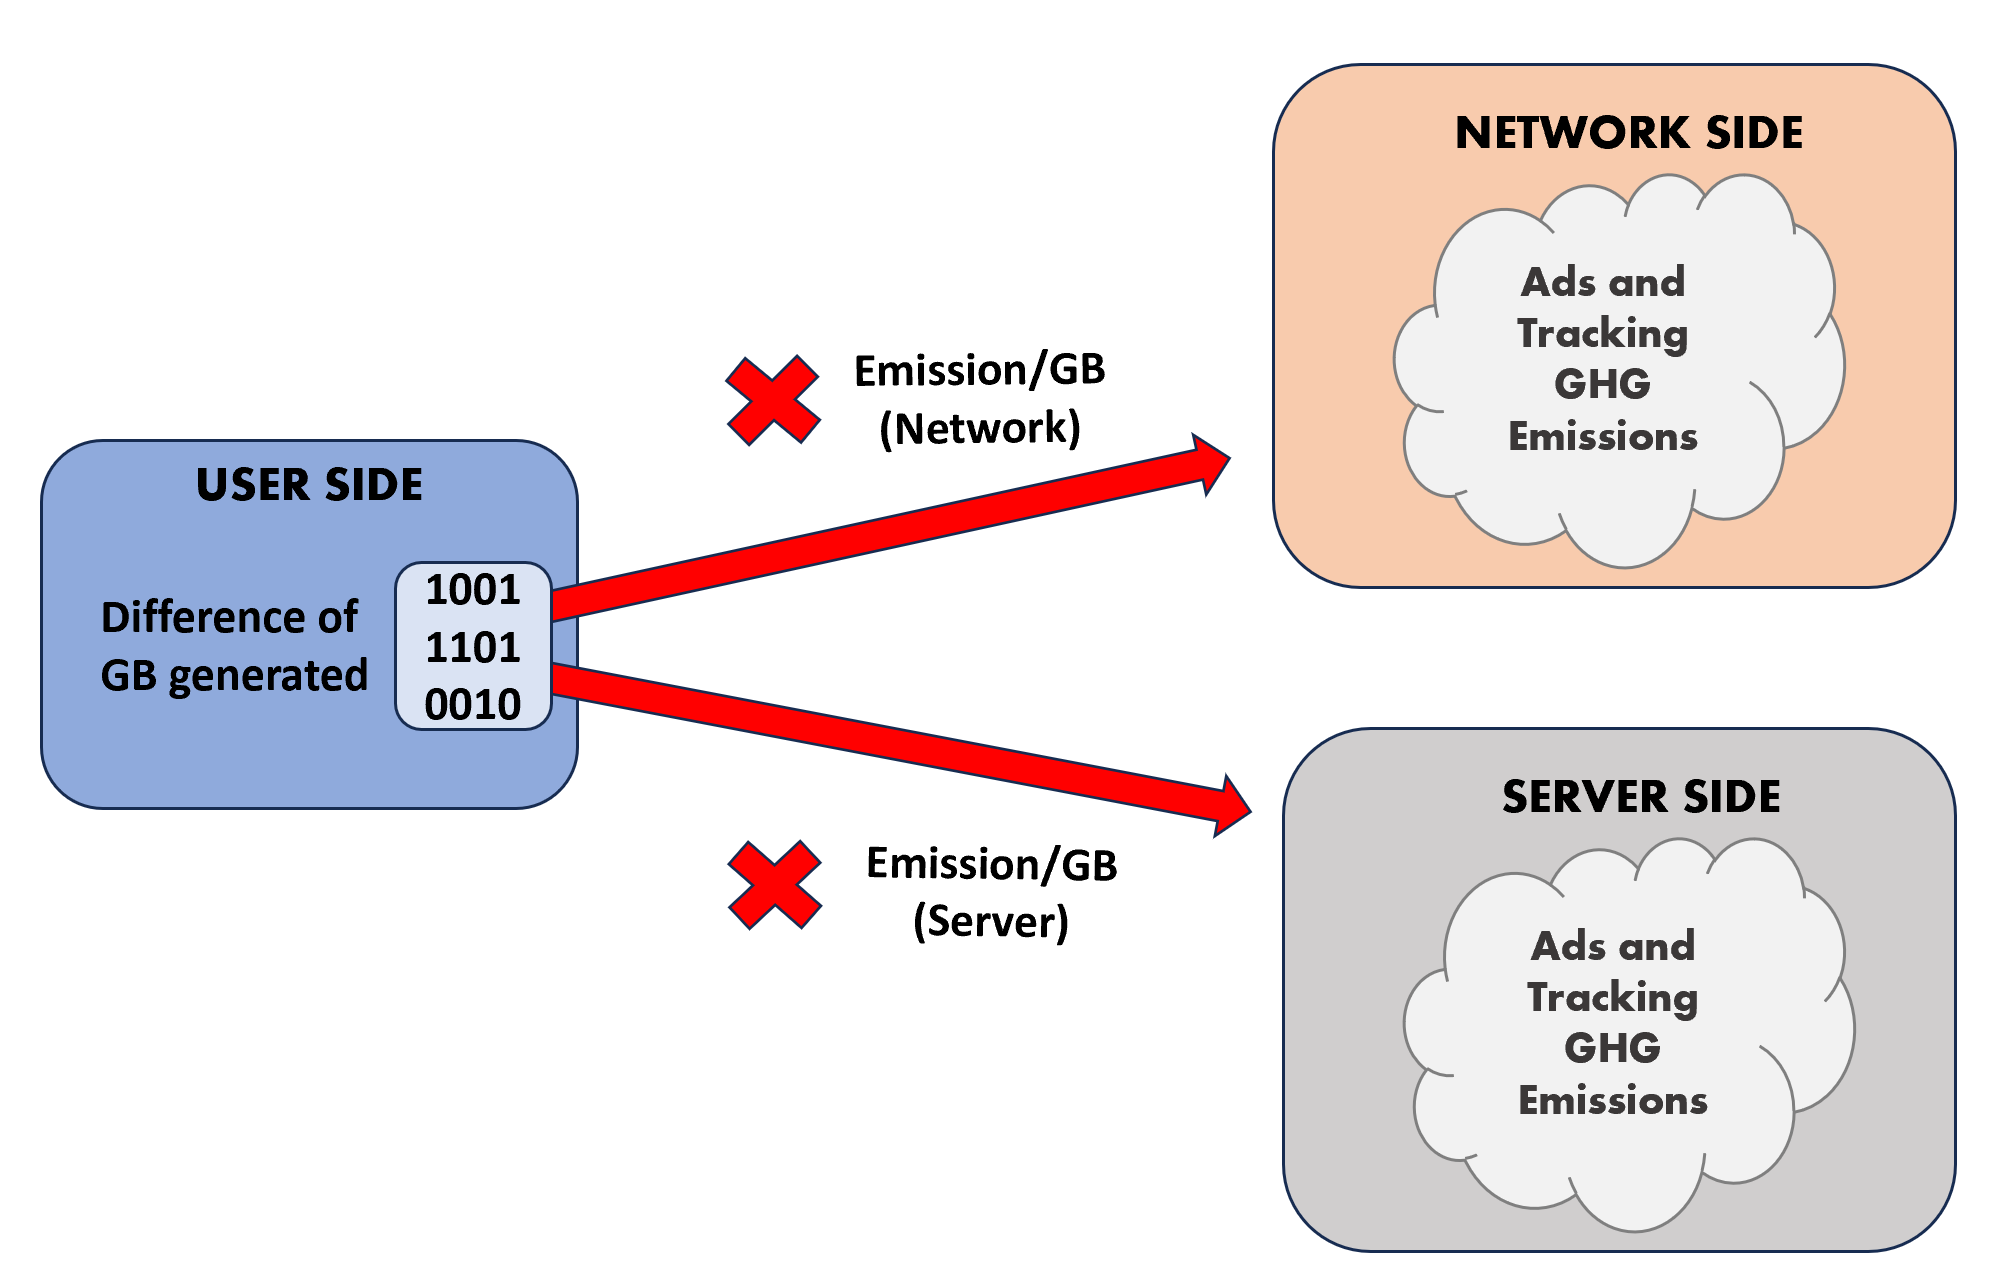 USER SIDE
Difference of
GB generated
1001
1101
0010
Emission/GB
(Network)
Emission/GB
(Server)
NETWORK SIDE
Ads and
Tracking
GHG
Emissions
SERVER SIDE
Ads and
Tracking
GHG
Emissions